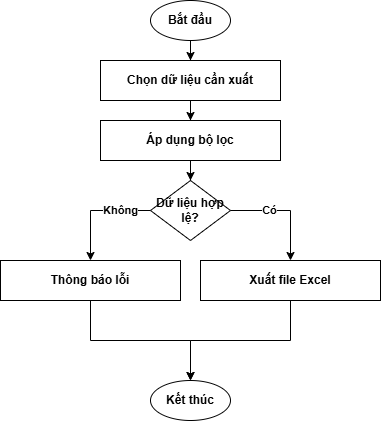 Bắt đầu
Chọn dữ liệu cần xuất
Áp dụng bộ lọc
Dữ liệu hợp
lệ?
Không
Có
Thông báo lỗi
Xuất file Excel
Kết thúc